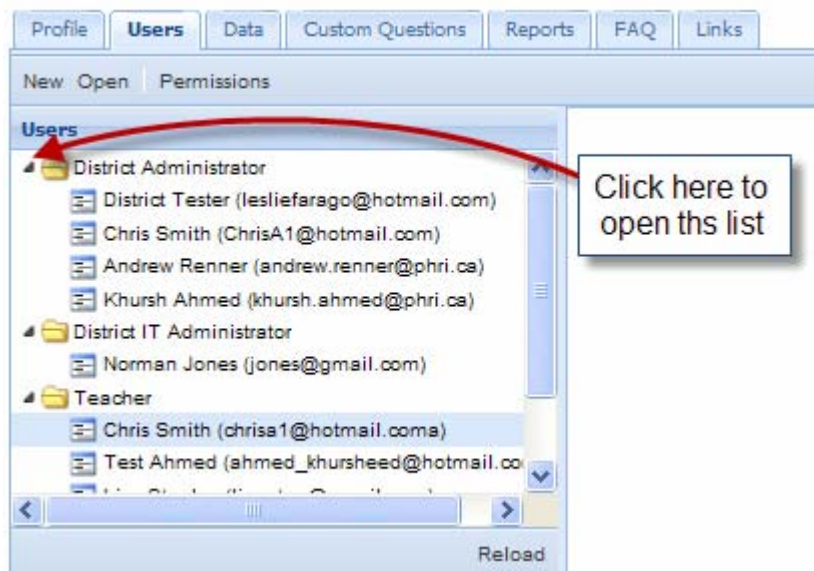 Profile Users Data Custom Questions Reports FAQ Links
New Open Permissions
Users
District Administrator
District Tester (lesliefarago@hotmail.com)
Chris Smith (ChrisA1@hotmail.com)
Andrew Renner (andrew.renner@phri.ca)
Khursh Ahmed (khursh.ahmed@phri.ca)
District IT Administrator
Norman Jones (jones@gmail.com)
Teacher
Chris Smith (chrisa1@hotmail.coma)
Test Ahmed (ahmed_khursheed@hotmail.co
Reload
Click here to
open ths list